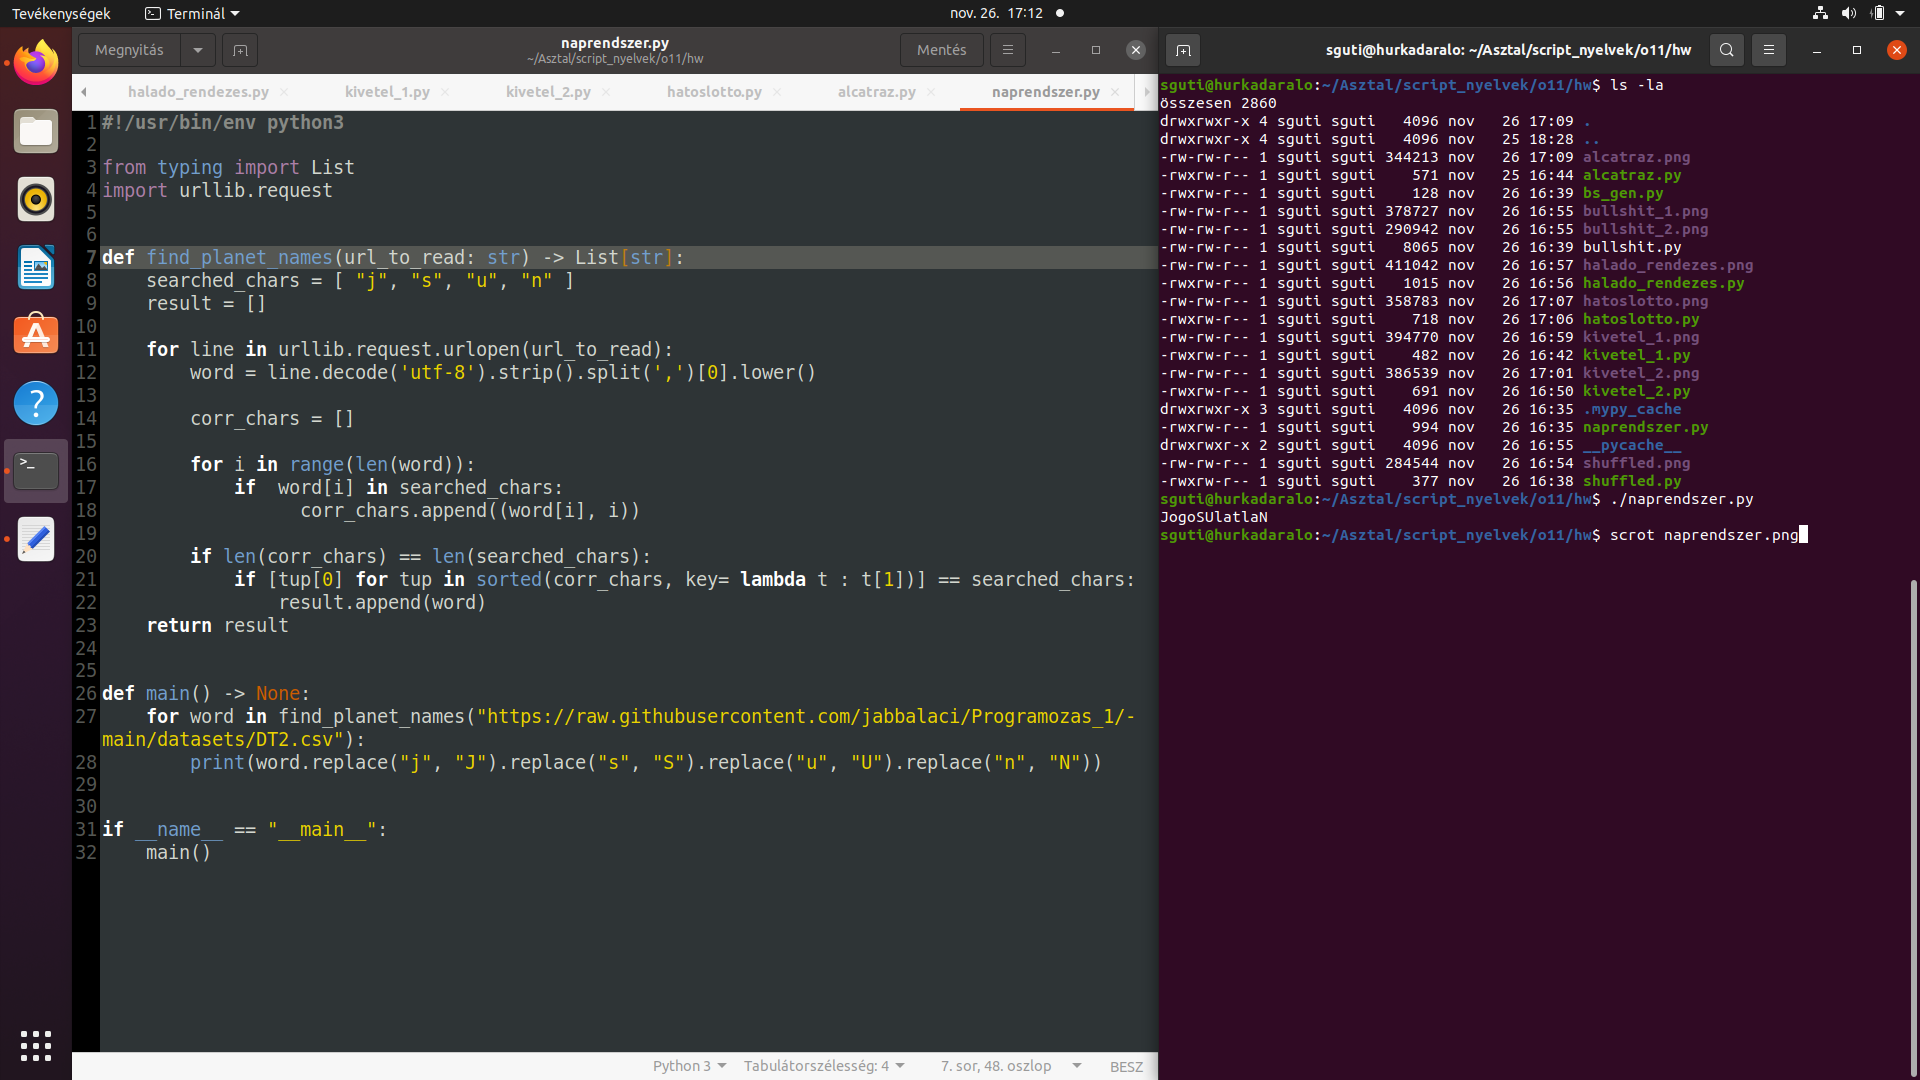 Tevékenységek
Terminál
nov. 26.  17:12
Megnyitás
naprendszer.py
~/Asztal/script_nyelvek/o11/hw
Mentés
halado_rendezes.py
kivetel_1.py
kivetel_2.py
hatoslotto.py
alcatraz.py
naprendszer.py
1 #!/usr/bin/env python3
2
3 from typing import List
4 import urllib.request
5
6
7 def find_planet_names(url_to_read: str) -> List[str]:
8     searched_chars = [ "j", "s", "u", "n" ]
9     result = []
10
11     for line in urllib.request.urlopen(url_to_read):
12         word = line.decode('utf-8').strip().split(',')[0].lower()
13
14         corr_chars = []
15
16         for i in range(len(word)):
17             if  word[i] in searched_chars:
18                   corr_chars.append((word[i], i))
19
20         if len(corr_chars) == len(searched_chars):
21             if [tup[0] for tup in sorted(corr_chars, key= lambda t : t[1])] == searched_chars:
22                 result.append(word)
23     return result
24
25
26 def main() -> None:
27     for word in find_planet_names("https://raw.githubusercontent.com/jabbalaci/Programozas_1/-
main/datasets/DT2.csv"):
28         print(word.replace("j", "J").replace("s", "S").replace("u", "U").replace("n", "N"))
29
30
31 if __name__ == "__main__":
32     main()
Python 3
Tabulátorszélesség: 4
7. sor, 48. oszlop
BESZ
sguti@hurkadaralo: ~/Asztal/script_nyelvek/o11/hw
sguti@hurkadaralo:~/Asztal/script_nyelvek/o11/hw$ ls -la
összesen 2860
drwxrwxr-x 4 sguti sguti   4096 nov   26 17:09 .
drwxrwxr-x 4 sguti sguti   4096 nov   25 18:28 ..
-rw-rw-r-- 1 sguti sguti 344213 nov   26 17:09 alcatraz.png
-rwxrw-r-- 1 sguti sguti    571 nov   25 16:44 alcatraz.py
-rwxrw-r-- 1 sguti sguti    128 nov   26 16:39 bs_gen.py
-rw-rw-r-- 1 sguti sguti 378727 nov   26 16:55 bullshit_1.png
-rw-rw-r-- 1 sguti sguti 290942 nov   26 16:55 bullshit_2.png
-rw-rw-r-- 1 sguti sguti   8065 nov   26 16:39 bullshit.py
-rw-rw-r-- 1 sguti sguti 411042 nov   26 16:57 halado_rendezes.png
-rwxrw-r-- 1 sguti sguti   1015 nov   26 16:56 halado_rendezes.py
-rw-rw-r-- 1 sguti sguti 358783 nov   26 17:07 hatoslotto.png
-rwxrw-r-- 1 sguti sguti    718 nov   26 17:06 hatoslotto.py
-rw-rw-r-- 1 sguti sguti 394770 nov   26 16:59 kivetel_1.png
-rwxrw-r-- 1 sguti sguti    482 nov   26 16:42 kivetel_1.py
-rw-rw-r-- 1 sguti sguti 386539 nov   26 17:01 kivetel_2.png
-rwxrw-r-- 1 sguti sguti    691 nov   26 16:50 kivetel_2.py
drwxrwxr-x 3 sguti sguti   4096 nov   26 16:35 .mypy_cache
-rwxrw-r-- 1 sguti sguti    994 nov   26 16:35 naprendszer.py
drwxrwxr-x 2 sguti sguti   4096 nov   26 16:55 __pycache__
-rw-rw-r-- 1 sguti sguti 284544 nov   26 16:54 shuffled.png
-rwxrw-r-- 1 sguti sguti    377 nov   26 16:38 shuffled.py
sguti@hurkadaralo:~/Asztal/script_nyelvek/o11/hw$ ./naprendszer.py
JogoSUlatlaN
sguti@hurkadaralo:~/Asztal/script_nyelvek/o11/hw$ scrot naprendszer.png